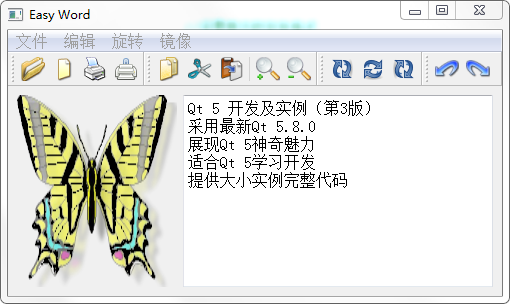 Easy Word
文件 编辑 旋转 镜像
Qt 5 开发及实例（第3版）
采用最新Qt 5.8.0
展现Qt 5神奇魅力
适合Qt 5学习开发
提供大小实例完整代码